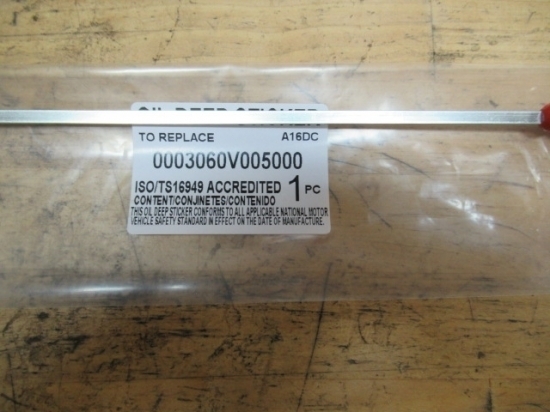 OIL DEEP STICKER
TO REPLACE A16DC
0003060V005000
ISO/TS16949 ACCREDITED 1 PC
CONTENT/CONJINETES/CONTENIDO
THIS OIL DEEP STICKER CONFORMS TO ALL APPLICABLE NATIONAL MOTOR
VEHICLE SAFETY STANDARD IN EFFECT ON THE DATE OF MANUFACTURE.